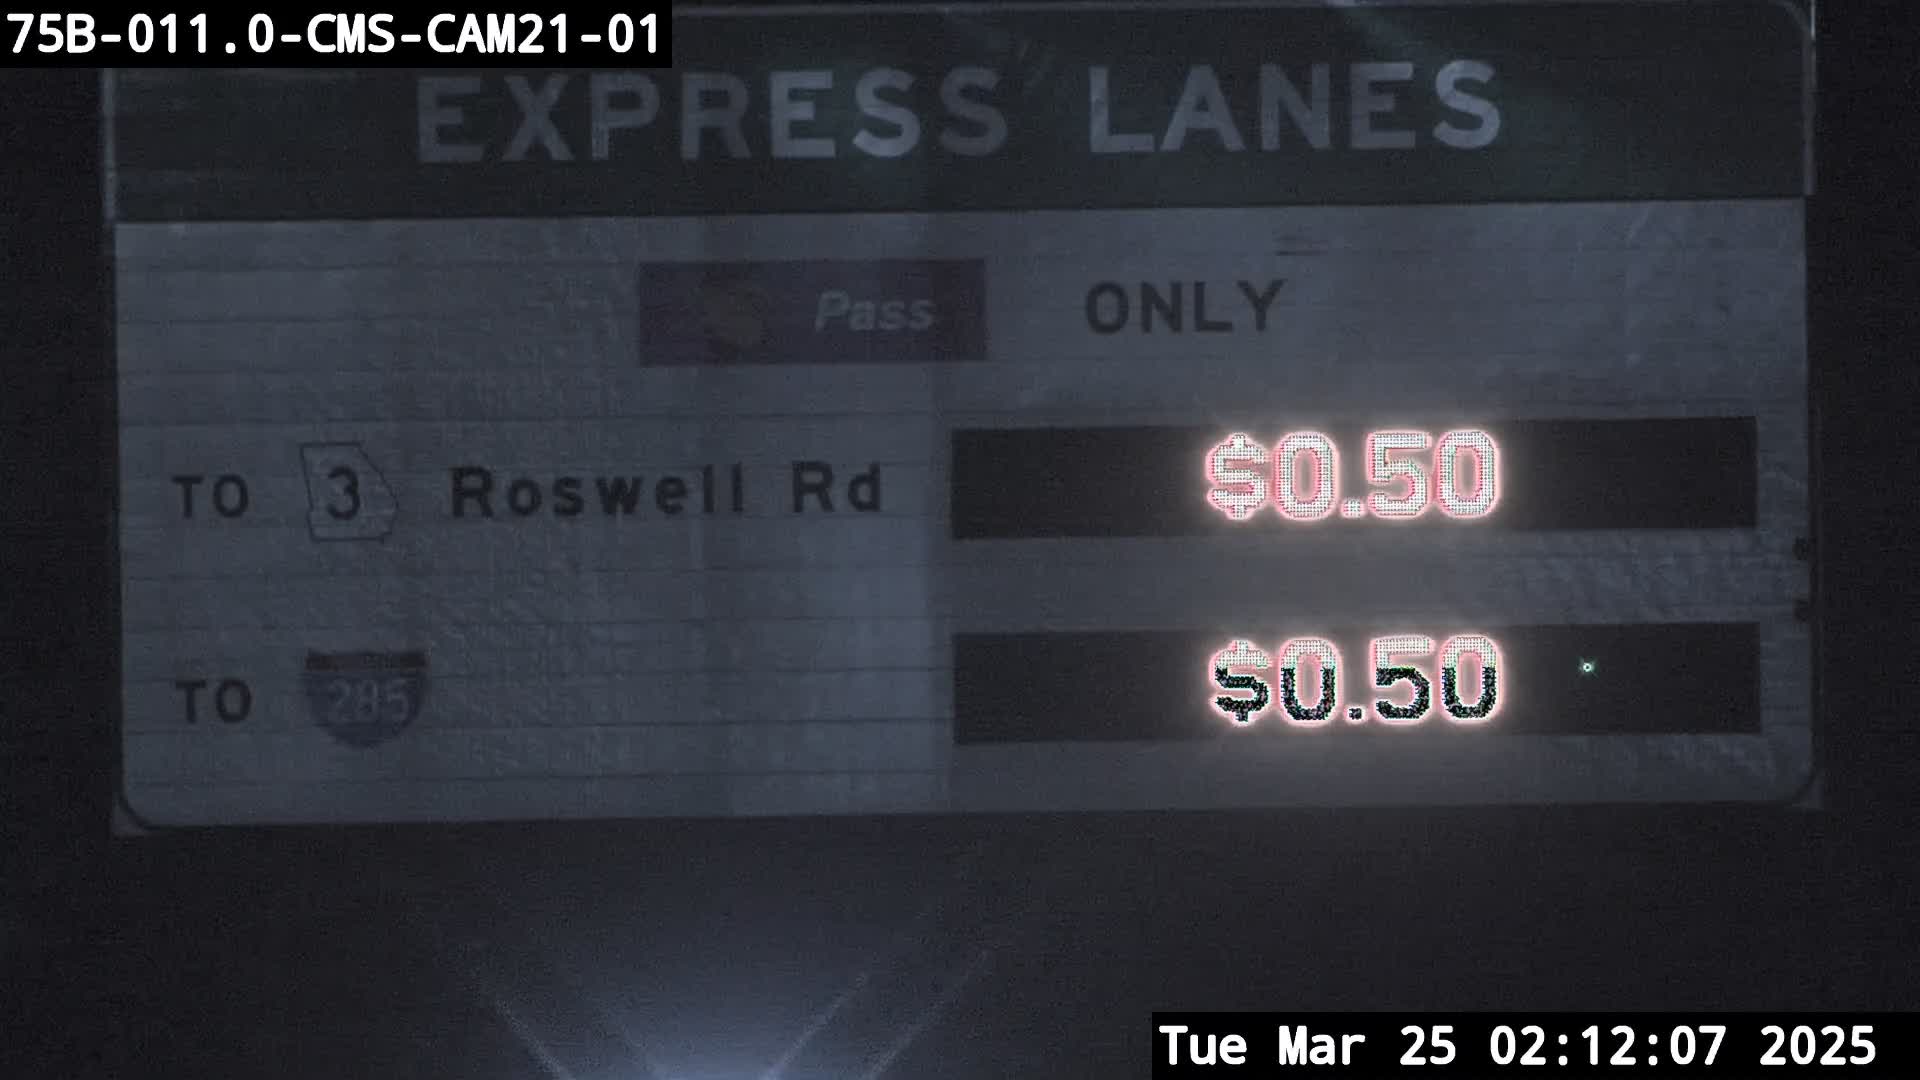 75B-011.0-CMS-CAM21-01
EXPRESS LANES
Pass ONLY
TO 3 Roswell Rd $0.50
TO 285 $0.50
Tue Mar 25 02:12:07 2025